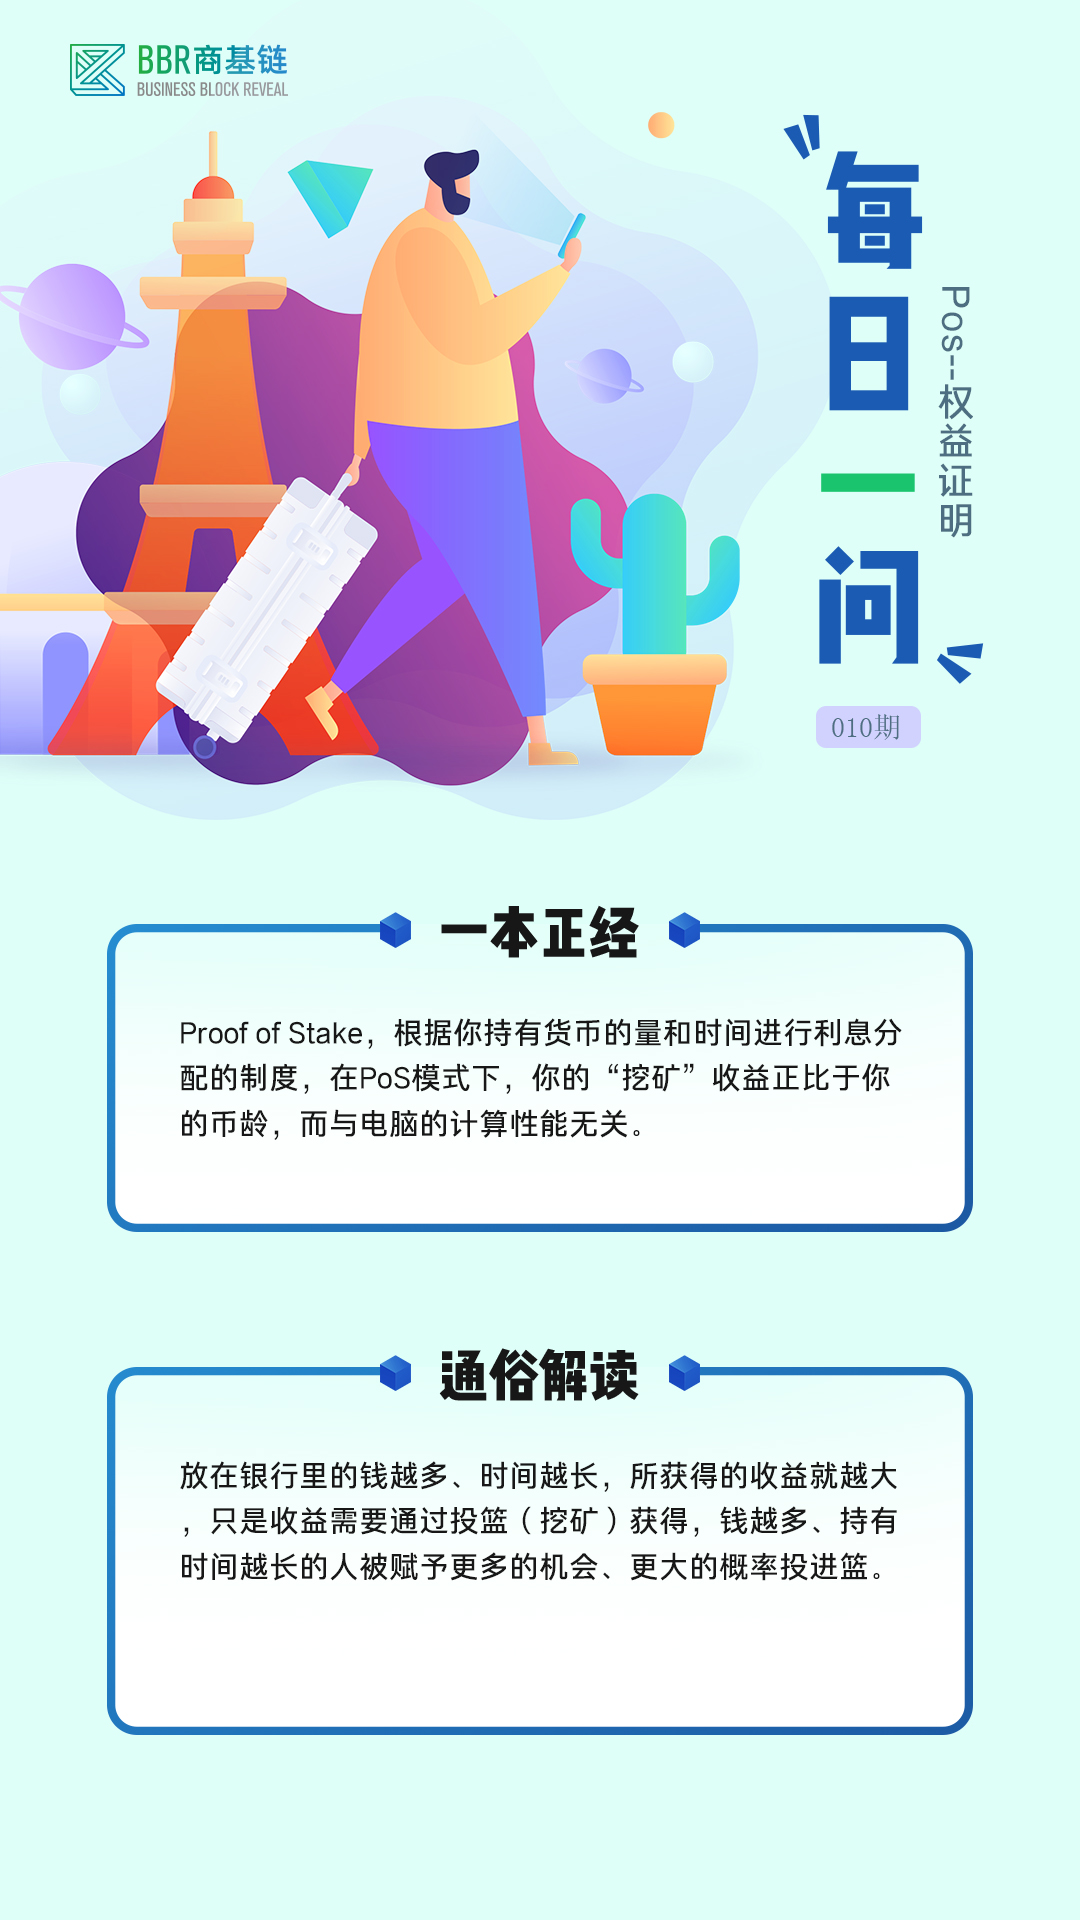 BBR商基链
BUSINESS BLOCK REVEAL
每日一问
Pos--权益证明
010期
一本正经
Proof of Stake，根据你持有货币的量和时间进行利息分
配的制度，在PoS模式下，你的“挖矿”收益正比于你
的币龄，而与电脑的计算性能无关。
通俗解读
放在银行里的钱越多、时间越长，所获得的收益就越大
，只是收益需要通过投篮（挖矿）获得，钱越多、持有
时间越长的人被赋予更多的机会、更大的概率投进篮。